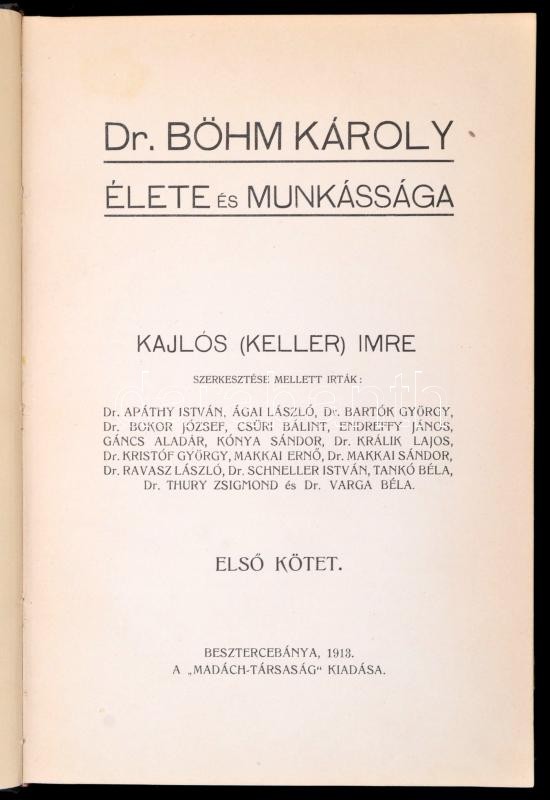 Dr. BÖHM KÁROLY
ÉLETE ÉS MUNKÁSSÁGA
KAJLÓS (KELLER) IMRE
SZERKESZTÉSE MELLETT IRTÁK:
Dr. APÁTHY ISTVÁN, ÁGAI LÁSZLÓ, Dr. BARTÓK GYÖRGY,
Dr. BOKOR JÓZSEF, CSŰRI BÁLINT, ENDREFFY JÁNOS,
GÁNCS ALADÁR, KÓNYA SÁNDOR, Dr. KRÁLIK LAJOS,
Dr. KRISTÓF GYÖRGY, MAKKAI ERNŐ, Dr. MAKKAI SÁNDOR,
Dr. RAVASZ LÁSZLÓ, Dr. SCHNELLER ISTVÁN, TANKÓ BÉLA,
Dr. THURY ZSIGMOND és Dr. VARGA BÉLA.
ELSŐ KÖTET.
BESZTERCEBÁNYA, 1913.
A „MADÁCH-TÁRSASÁG" KIADÁSA.